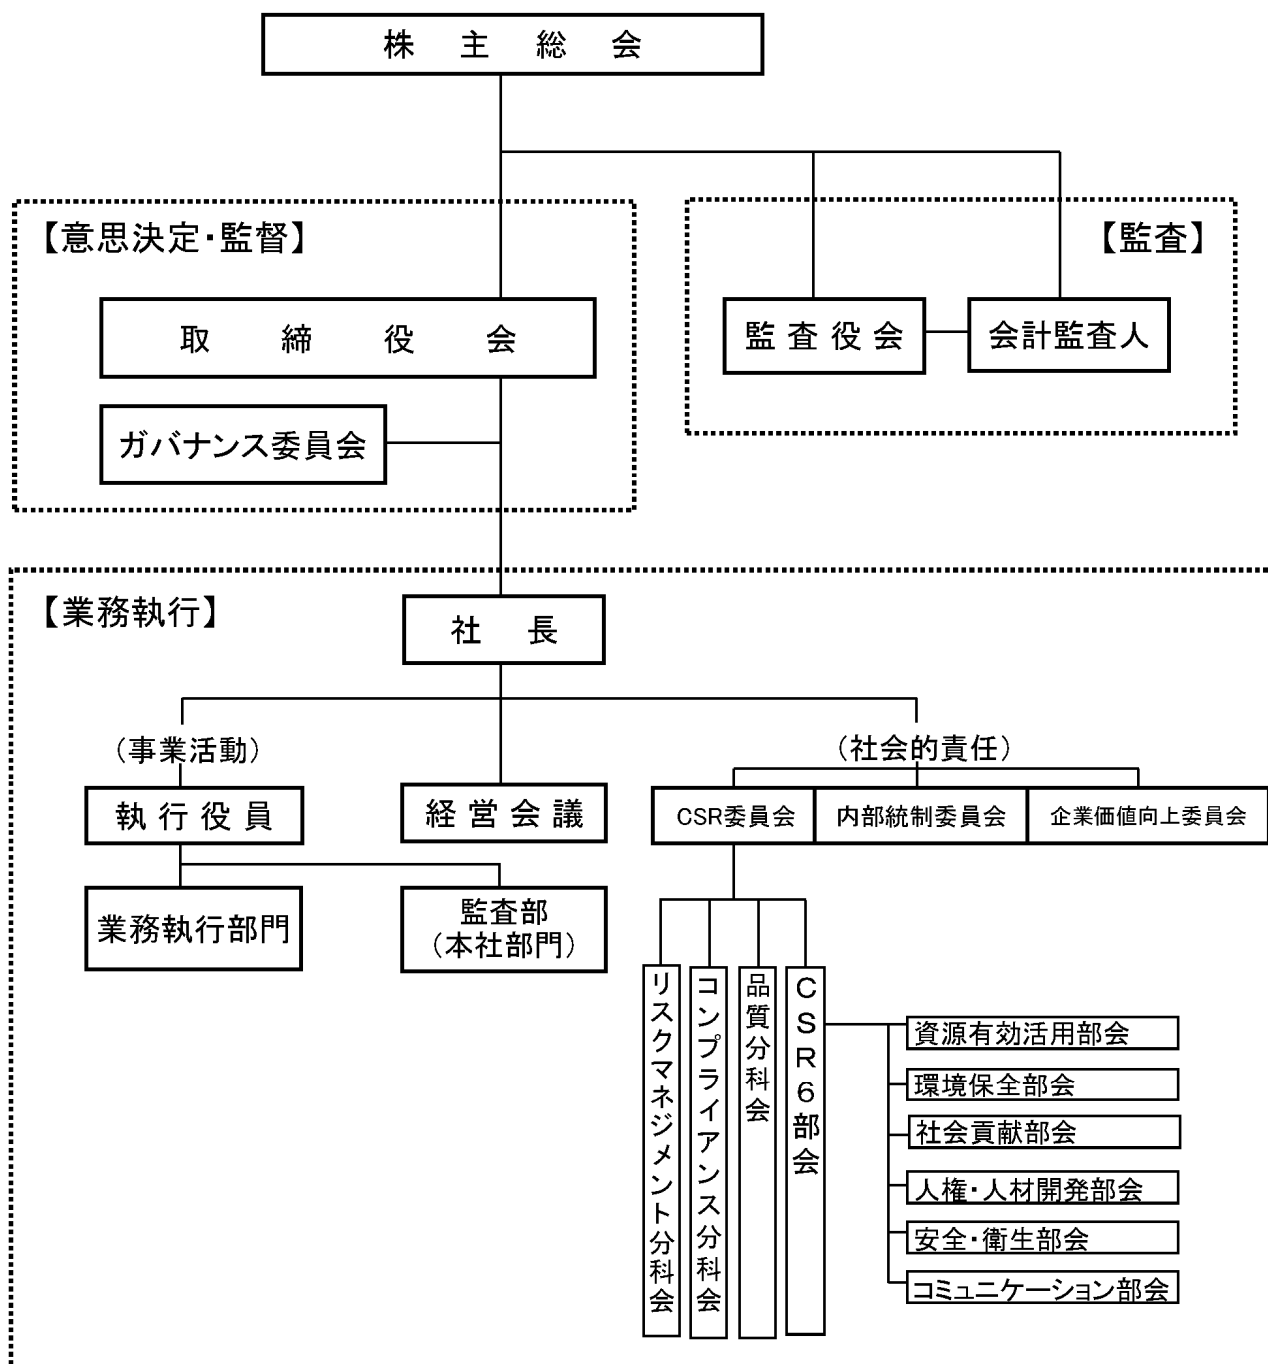 株主総会
【意思決定・監督】
【監査】
取締役会
監査役会
会計監査人
ガバナンス委員会
【業務執行】
社長
(事業活動)
(社会的責任)
執行役員
経営会議
CSR委員会
内部統制委員会
企業価値向上委員会
業務執行部門
監査部
(本社部門)
リスクマネジメント分科会
コンプライアンス分科会
品質分科会
CSR6部会
資源有効活用部会
環境保全部会
社会貢献部会
人権・人材開発部会
安全・衛生部会
コミュニケーション部会